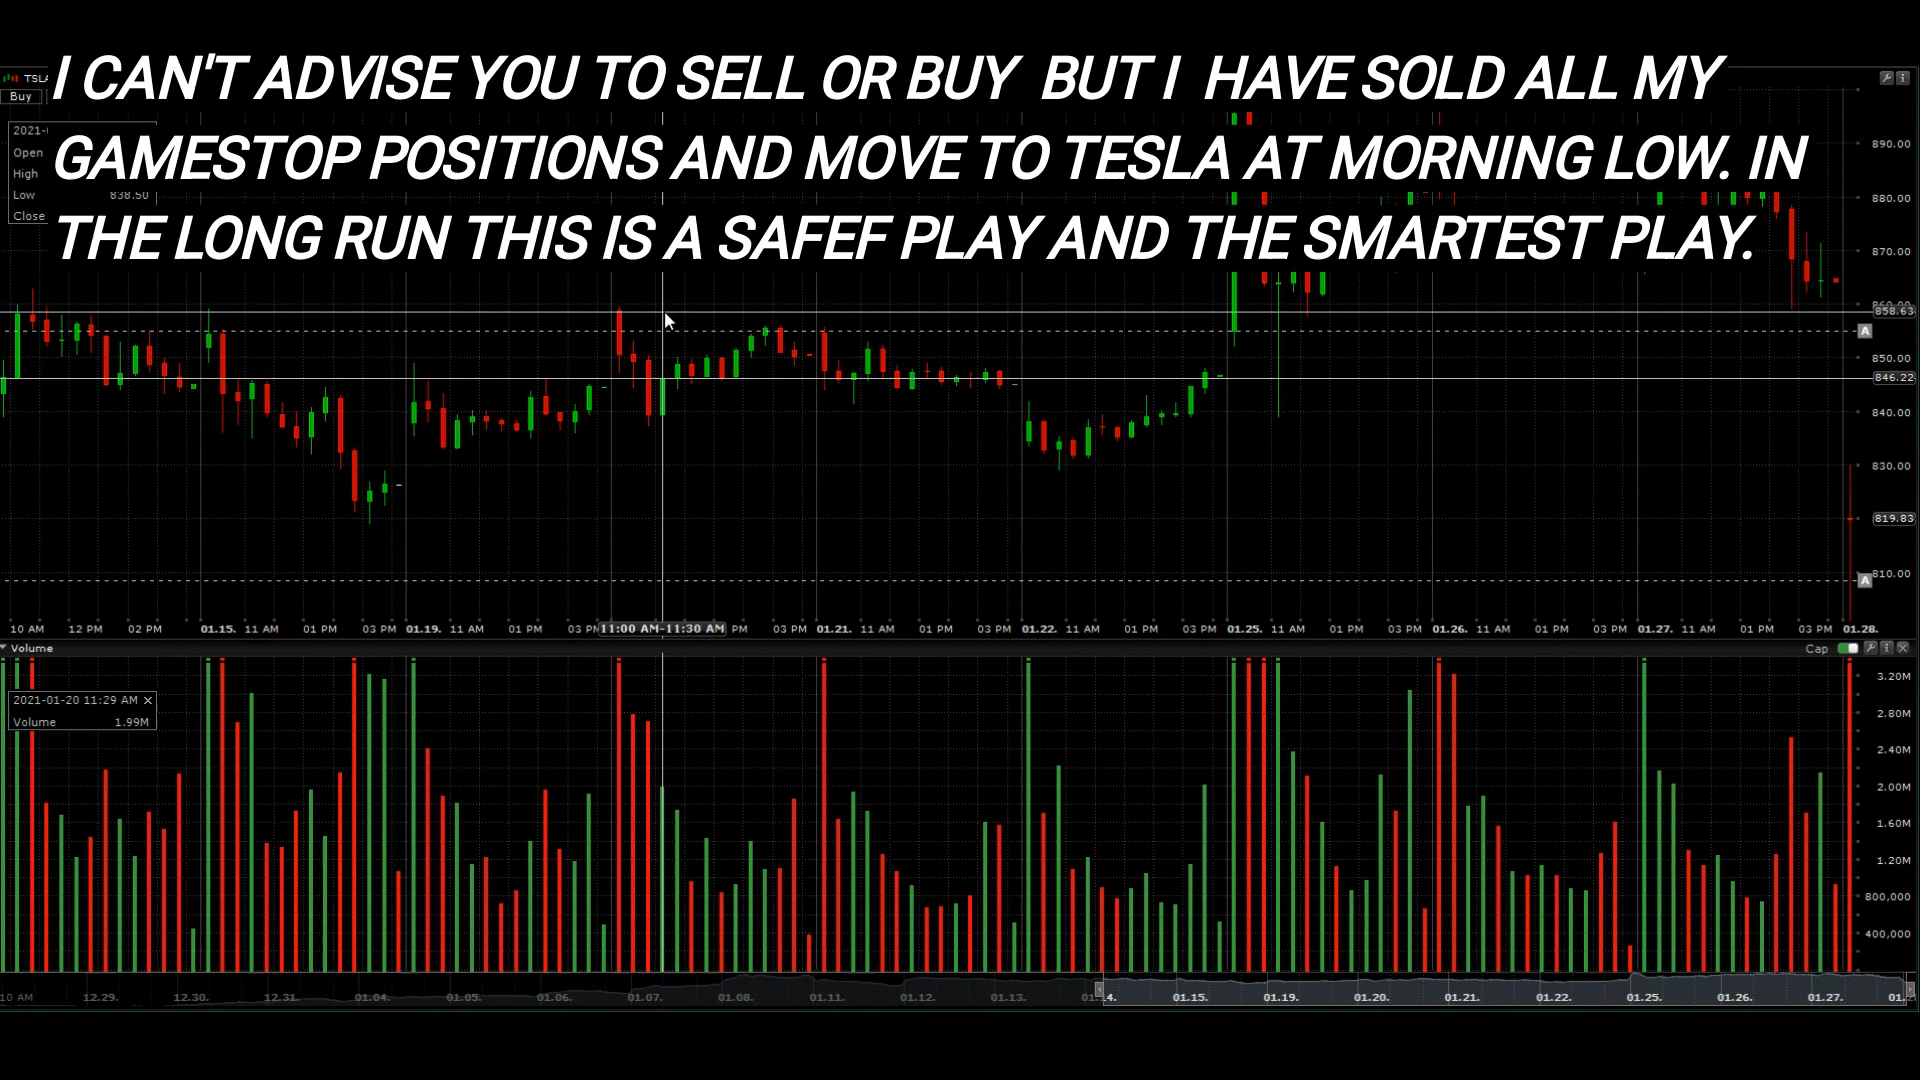 I CAN'T ADVISE YOU TO SELL OR BUY BUT I HAVE SOLD ALL MY
GAMESTOP POSITIONS AND MOVE TO TESLA AT MORNING LOW. IN
THE LONG RUN THIS IS A SAFEF PLAY AND THE SMARTEST PLAY.
TSLA
Buy
2021-
Open
High
Low 838.50
Close
890.00
880.00
870.00
860.00
858.63
A
850.00
846.22
840.00
830.00
819.83
A 810.00
10 AM 12 PM 02 PM 01.15. 11 AM 01 PM 03 PM 01.19. 11 AM 01 PM 03 PM 11:00 AM-11:30 AM PM 03 PM 01.21. 11 AM 01 PM 03 PM 01.22. 11 AM 01 PM 03 PM 01.25. 11 AM 01 PM 03 PM 01.26. 11 AM 01 PM 03 PM 01.27. 11 AM 01 PM 03 PM 01.28.
Volume Cap
2021-01-20 11:29 AM
Volume 1.99M
3.20M
2.80M
2.40M
2.00M
1.60M
1.20M
800,000
400,000
10 AM 12.29. 12.30. 12.31. 01.04. 01.05. 01.06. 01.07. 01.08. 01.11. 01.12. 01.13. 01.15. 01.19. 01.20. 01.21. 01.22. 01.25. 01.26. 01.27.